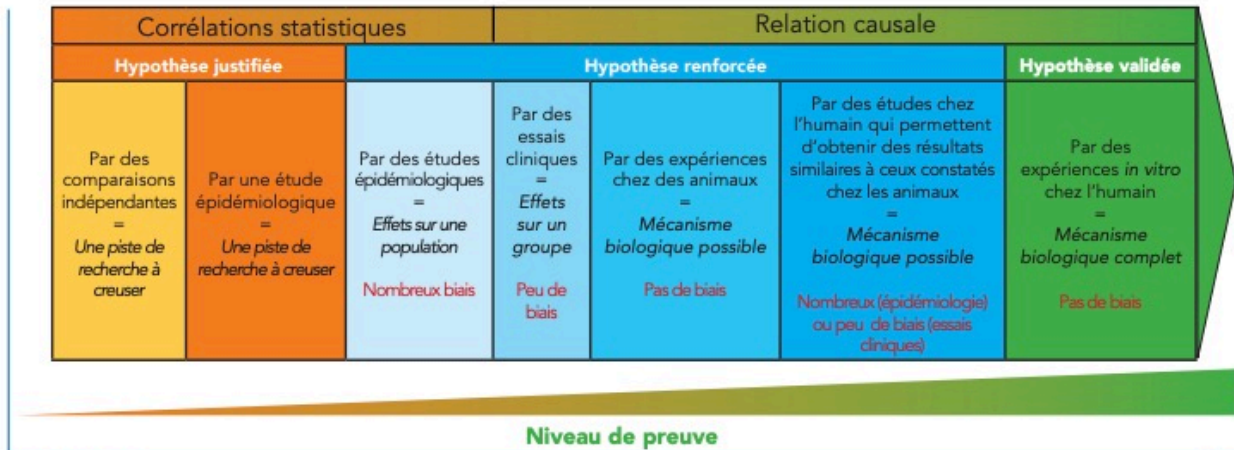 Corrélations statistiques
Relation causale
Hypothèse justifiée
Hypothèse renforcée
Hypothèse validée
Par des
comparaisons
indépendantes
=
Une piste de
recherche à
creuser
Par une étude
épidémiologique
=
Une piste de
recherche à creuser
Par des études
épidémiologiques
=
Effets sur une
population
Nombreux biais
Par des
essais
cliniques
=
Effets
sur un
groupe
Peu de
biais
Par des expériences
chez des animaux
=
Mécanisme
biologique possible
Pas de biais
Par des études chez
l'humain qui permettent
d'obtenir des résultats
similaires à ceux constatés
chez les animaux
=
Mécanisme
biologique possible
Nombreux (épidémiologie)
ou peu de biais (essais
cliniques)
Par des
expériences in vitro
chez l'humain
=
Mécanisme
biologique complet
Pas de biais
Niveau de preuve